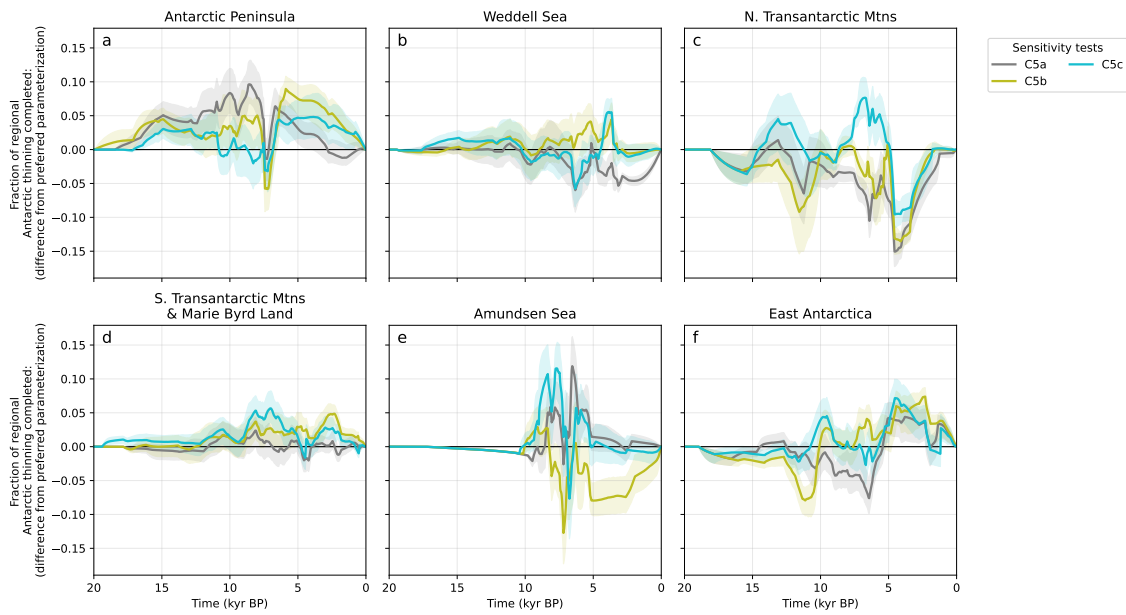 Antarctic Peninsula
Weddell Sea
N. Transantarctic Mtns
a
b
c
Sensitivity tests
C5a
C5c
C5b
0.15
0.10
0.05
0.00
−0.05
−0.10
−0.15
Fraction of regional
Antarctic thinning completed:
(difference from preferred parameterization)
S. Transantarctic Mtns
& Marie Byrd Land
Amundsen Sea
East Antarctica
d
e
f
0.15
0.10
0.05
0.00
−0.05
−0.10
−0.15
Fraction of regional
Antarctic thinning completed:
(difference from preferred parameterization)
20 15 10 5 0
20 15 10 5 0
20 15 10 5 0
Time (kyr BP)
Time (kyr BP)
Time (kyr BP)